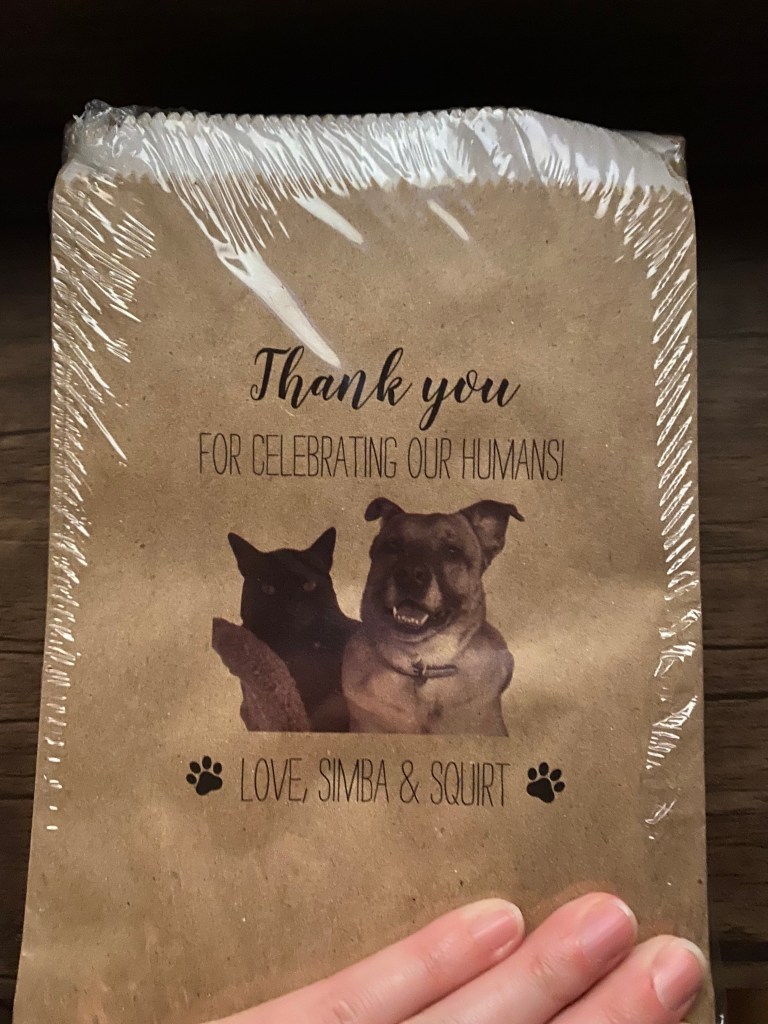 Thank you
FOR CELEBRATING OUR HUMANS!
LOVE, SIMBA & SQUIRT